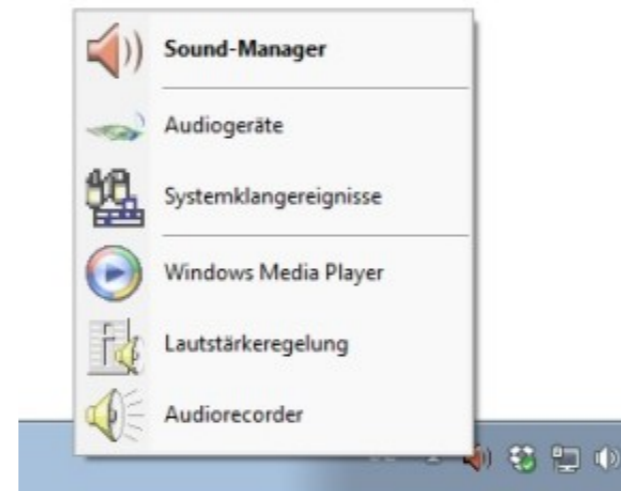 Sound-Manager
Audiogeräte
Systemklangereignisse
Windows Media Player
Lautstärkeregelung
Audiorecorder